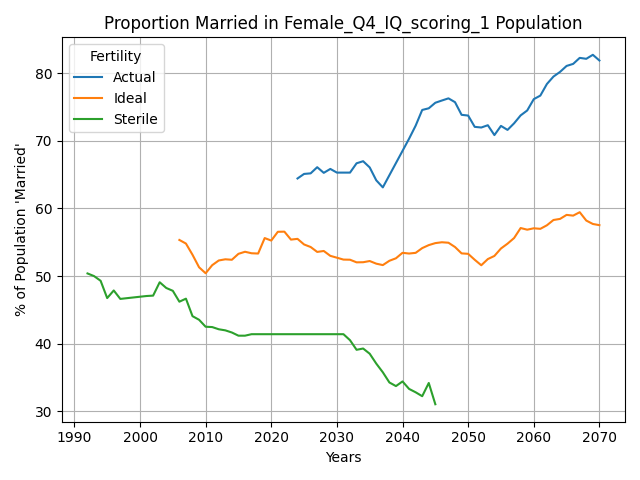 Proportion Married in Female_Q4_IQ_scoring_1 Population
Fertility
Actual
Ideal
Sterile
% of Population 'Married'
80
70
60
50
40
30
1990
2000
2010
2020
2030
2040
2050
2060
2070
Years